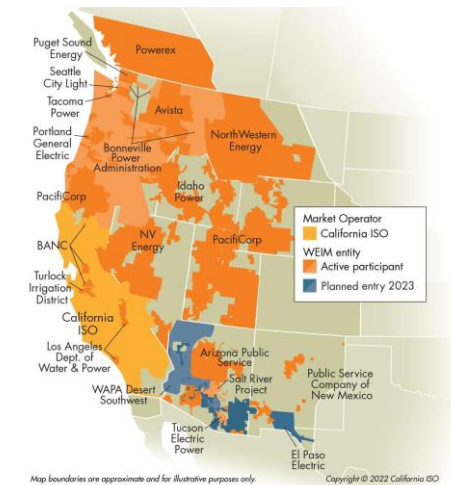 Puget Sound
Energy
Powerex
Seattle
City Light
Tacoma
Power
Avista
Portland
General
Electric
Bonneville
Power
Administration
NorthWestern
Energy
PacifiCorp
Idaho
Power
BANC
NV
Energy
PacifiCorp
Turlock
Irrigation
District
California
ISO
Los Angeles
Dept. of
Water & Power
Market Operator
California ISO
WEIM entity
Active participant
Planned entry 2023
Arizona Public
Service
WAPA Desert
Southwest
Salt River
Project
Public Service
Company of
New Mexico
Tucson
Electric
Power
El Paso
Electric
Map boundaries are approximate and for illustrative purposes only.
Copyright © 2022 California ISO